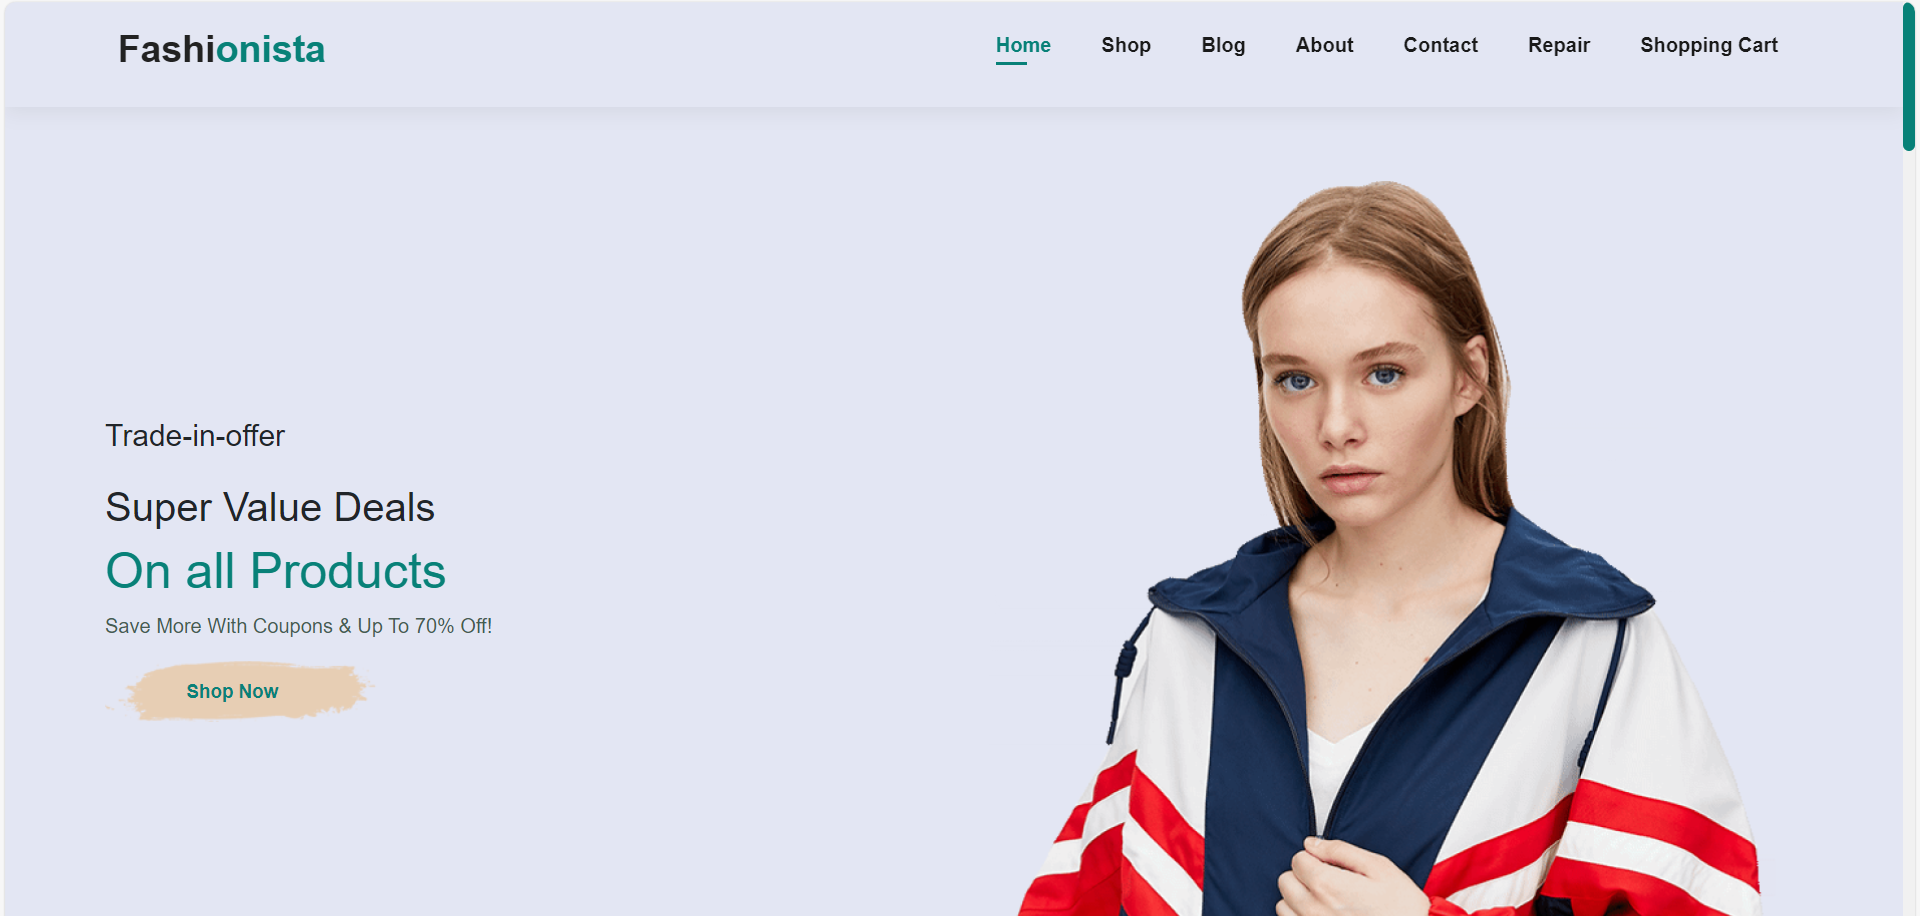 Fashionista
Home Shop Blog About Contact Repair Shopping Cart
Trade-in-offer
Super Value Deals
On all Products
Save More With Coupons & Up To 70% Off!
Shop Now